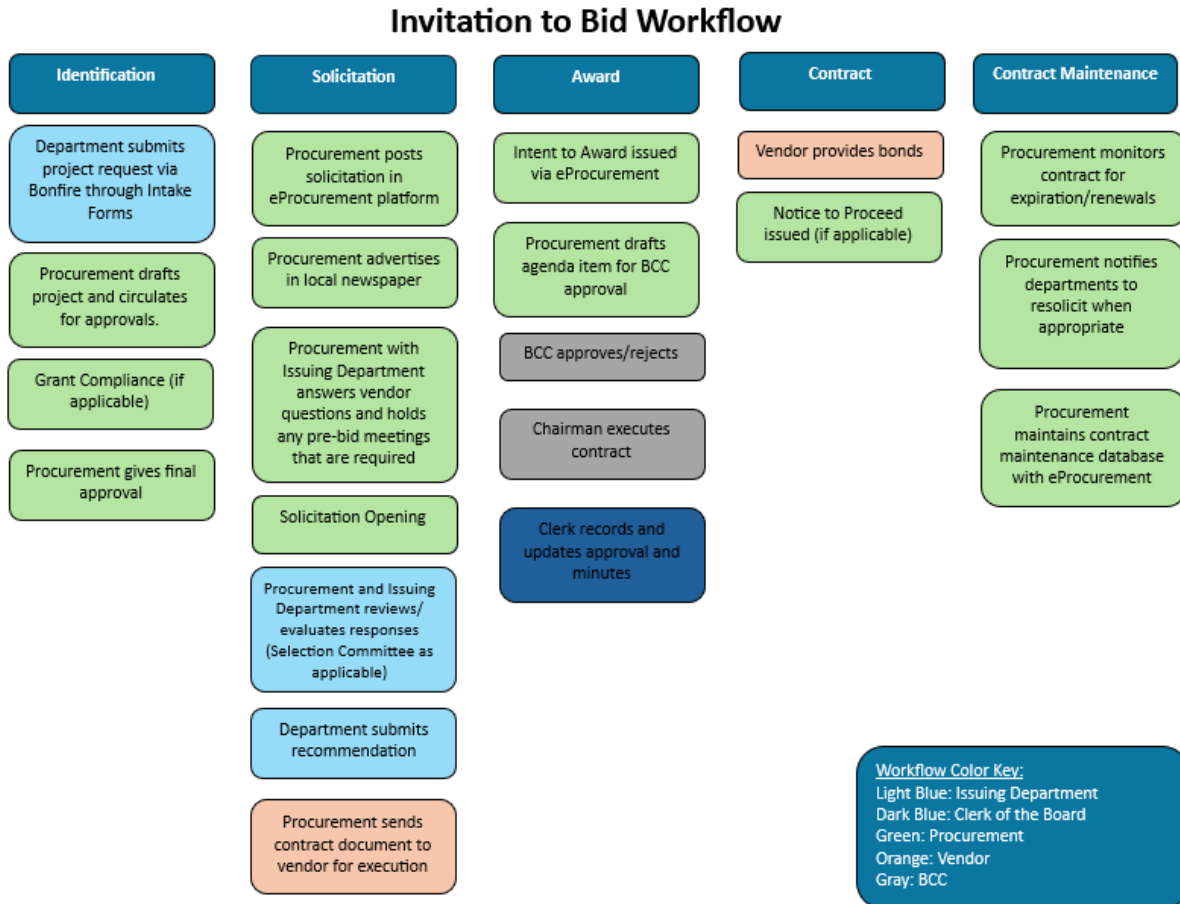 Invitation to Bid Workflow
Identification
Department submits
project request via
Bonfire through Intake
Forms
Procurement drafts
project and circulates
for approvals.
Grant Compliance (if
applicable)
Procurement gives final
approval
Solicitation
Procurement posts
solicitation in
eProcurement platform
Procurement advertises
in local newspaper
Procurement with
Issuing Department
answers vendor
questions and holds
any pre-bid meetings
that are required
Solicitation Opening
Procurement and Issuing
Department reviews/
evaluates responses
(Selection Committee as
applicable)
Department submits
recommendation
Procurement sends
contract document to
vendor for execution
Award
Intent to Award issued
via eProcurement
Procurement drafts
agenda item for BCC
approval
BCC approves/rejects
Chairman executes
contract
Clerk records and
updates approval and
minutes
Contract
Vendor provides bonds
Notice to Proceed
issued (if applicable)
Contract Maintenance
Procurement monitors
contract for
expiration/renewals
Procurement notifies
departments to
resolicit when
appropriate
Procurement
maintains contract
maintenance database
with eProcurement
Workflow Color Key:
Light Blue: Issuing Department
Dark Blue: Clerk of the Board
Green: Procurement
Orange: Vendor
Gray: BCC